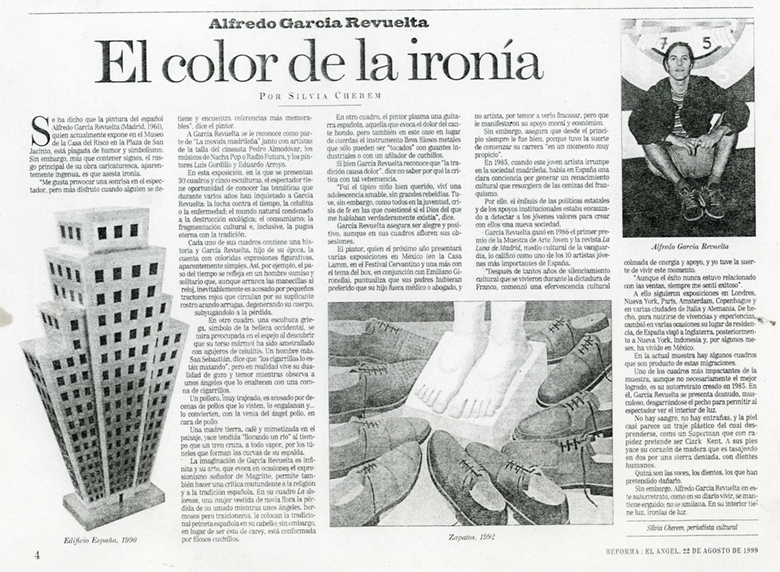 Alfredo García Revuelta
El color de la ironía
POR SILVIA CHEREM
Se ha dicho que la pintura del español
Alfredo García Revuelta (Madrid, 1961),
quien actualmente expone en el Museo
de la Casa del Risco en la Plaza de San
Jacinto, está plagada de humor y simbolismo.
Sin embargo, más que contener signos, el rasgo
principal de su obra caricaturesca, aparentemente
ingenua, es que asesta ironía.
"Me gusta provocar una sonrisa en el espectador,
pero más disfruto cuando alguien se detiene
y encuentra referencias más memorables",
dice el pintor.
A García Revuelta se le reconoce como parte
de "La movida madrileña" junto con artistas
de la talla del cineasta Pedro Almodóvar, los
músicos de Nacha Pop o Radio Futura, y los pintores
Luis Gordillo y Eduardo Arroyo.
En esta exposición, en la que se presentan
30 cuadros y cinco esculturas, el espectador tiene
oportunidad de conocer las temáticas que
durante varios años han inquietado a García
Revuelta: la lucha contra el tiempo, la celulitis
o la enfermedad; el mundo natural condenado
a la destrucción ecológica; el consumismo; la
fragmentación cultural e, inclusive, la pugna
eterna con la tradición.
Cada uno de sus cuadros contiene una historia
y García Revuelta, hijo de su época, la
cuenta con coloridas expresiones figurativas,
aparentemente simples. Así, por ejemplo, el paso
del tiempo se refleja en un hombre sumiso y
solitario que, aunque arranca las manecillas al
reloj, inevitablemente es acosado por pequeños
tractores rojos que circulan por su suplicante
rostro arando arrugas, degenerando su cuerpo,
subyugándolo a la pérdida.
En otro cuadro, una escultura griega,
símbolo de la belleza occidental, se
mira preocupada en el espejo al descubrir
que su terso mármol ha sido ametrallado
con agujeros de celulitis. Un hombre más,
San Sebastián, dice que "los cigarrillos lo
están matando", pero en realidad vive su dualidad
de gozo y temor mientras observa a
unos ángeles que lo enaltecen con una corona
de cigarrillos.
Un pollero, muy trajeado, es acosado por decenas
de pollos que lo visten, lo engalanan y...
lo convierten, con la venia del ángel pollo, en
cara de pollo.
Una madre tierra, café y mimetizada en el
paisaje, yace tendida "llorando un río" al tiempo
que un tren cruza, a todo vapor, por los túneles
que forman las curvas de su espalda.
La imaginación de García Revuelta es infinita
y su arte, que evoca en ocasiones el expresionismo
soñador de Magritte, permite también
hacer una crítica contundente a la religión
y a la tradición española. En su cuadro La dolorosa,
una mujer vestida de novia llora la pérdida
de su amado mientras unos ángeles, hermosos
pero traicioneros, le colocan la tradicional
peineta española en su cabello; sin embargo,
en lugar de ser ésta de carey, está conformada
por filosos cuchillos.
En otro cuadro, el pintor plasma una guitarra
española, aquella que evoca el dolor del cante
hondo, pero también en este caso en lugar de
cuerdas el instrumento lleva filosos metales
que provocan sólo pueden ser "tocados" con guantes
industriales o con un afilador de cuchillos.
Si bien García Revuelta reconoce que "la tradición
causa dolor", dice no saber por qué la crítica
con tal vehemencia.
"Fui el típico niño bien querido, viví una
adolescencia amable, sin grandes rebeldías. Tuve,
sin embargo, como todos en la juventud, crisis
de fe en las que cuestioné si el Dios del que
me hablaban verdaderamente existía", dice.
García Revuelta asegura ser alegre y positivo,
aunque en sus cuadros afloren sus obsesiones.
El pintor, quien el próximo año presentará
varias exposiciones en México (en la Casa
Lamm, en el Festival Cervantino y una más con
el tema del box, en conjunción con Emiliano Gironella),
puntualiza que sus padres hubieran
preferido que su hijo fuera médico o abogado, y
no artista, por temor a verlo fracasar, pero que
le manifestaron su apoyo moral y económico.
Sin embargo, asegura que desde el principio
siempre le fue bien, porque tuvo la suerte
de comenzar su carrera "en un momento muy
propicio".
En 1983, cuando este joven artista irrumpe
en la sociedad madrileña, había en España una
clara conciencia por generar un renacimiento
cultural que resurgiera de las cenizas del franquismo.
Por ello, el énfasis de las políticas estatales
y de los apoyos institucionales estaba encaminado
a detectar a los jóvenes valores para crear
con ellos una nueva sociedad.
García Revuelta ganó en 1986 el primer premio
de la Muestra de Arte Joven y la revista La
Luna de Madrid, medio cultural de la vanguardia,
lo calificó como uno de los 10 artistas jóvenes
más importantes de España.
"Después de tantos años de silenciamiento
cultural que se vivieron durante la dictadura de
Franco, comenzó una efervescencia cultural
Alfredo García Revuelta
colmada de energía y apoyo, y yo tuve la suerte
de vivir este momento.
"Aunque el éxito nunca estuvo relacionado
con las ventas, siempre me sentí exitoso".
A ello siguieron exposiciones en Londres,
Nueva York, París, Amsterdam, Copenhague y
en varias ciudades de Italia y Alemania. De hecho,
para nutrirse de vivencias y experiencias,
cambió en varias ocasiones su lugar de residencia,
de España viajó a Inglaterra, posteriormente
a Nueva York, Indonesia y, por algunos meses,
ha vivido en México.
En la actual muestra hay algunos cuadros
que son producto de estas migraciones.
Uno de los cuadros más impactantes de la
muestra, aunque no necesariamente el mejor
logrado, es su autorretrato creado en 1985. En
él, García Revuelta se presenta desnudo, musculoso,
desgarrándose el pecho para permitir al
espectador ver el interior de luz.
No hay sangre, no hay entrañas, y la piel
casi parece un traje plástico del cual desprenderse,
como un Superman que con rapidez
pretende ser Clark Kent. A sus pies
yace su corazón de madera que es tasajeado
en dos por una sierra dentada, con dientes
humanos.
Quizá son las voces, los dientes, los que han
pretendido dañarlo.
Sin embargo, Alfredo García Revuelta en este
autorretrato, como en su diario vivir, se mantiene
erguido; no se amilana. En su interior tiene
luz, ironías de luz.
Silvia Cherem, periodista cultural
Edificio España, 1990
Zapatos, 1992
4
REFORMA : EL ANGEL, 22 DE AGOSTO DE 1999
7 5